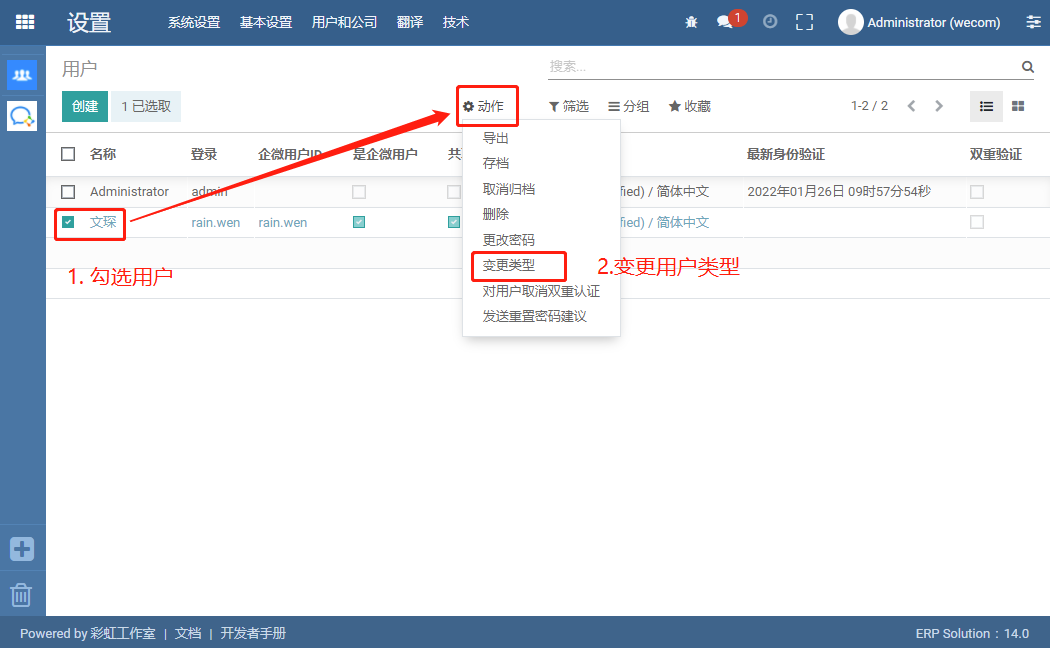 设置 系统设置 基本设置 用户和公司 翻译 技术 1 Administrator (wecom)
用户 搜索...
创建 1 已选取 动作 筛选 分组 收藏 1-2 / 2
名称 登录 企微用户ID 是企微用户 共 最新身份验证 双重验证
Administrator admin fied) / 简体中文 2022年01月26日 09时57分54秒
文琛 rain.wen rain.wen fied) / 简体中文
导出
存档
取消归档
删除
更改密码
变更类型
对用户取消双重认证
发送重置密码建议
1. 勾选用户
2.变更用户类型
Powered by 彩虹工作室 | 文档 | 开发者手册 ERP Solution : 14.0